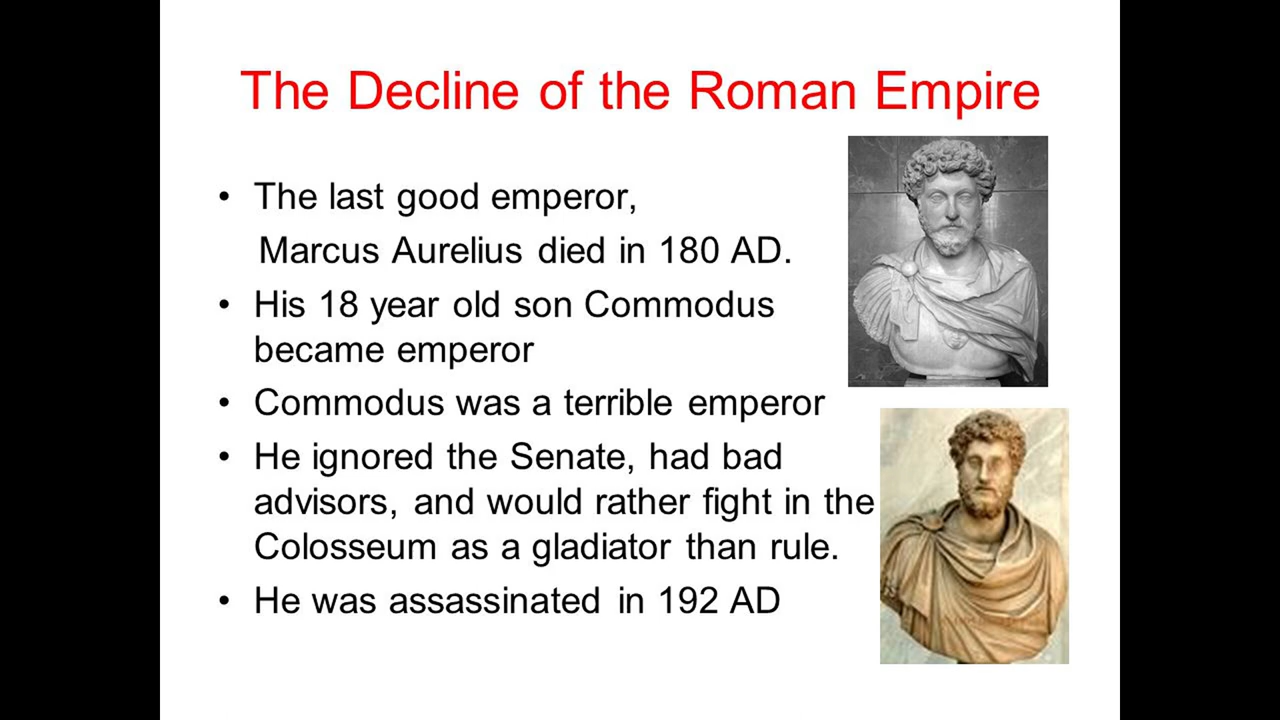 The Decline of the Roman Empire
• The last good emperor,
Marcus Aurelius died in 180 AD.
• His 18 year old son Commodus
became emperor
• Commodus was a terrible emperor
• He ignored the Senate, had bad
advisors, and would rather fight in the
Colosseum as a gladiator than rule.
• He was assassinated in 192 AD